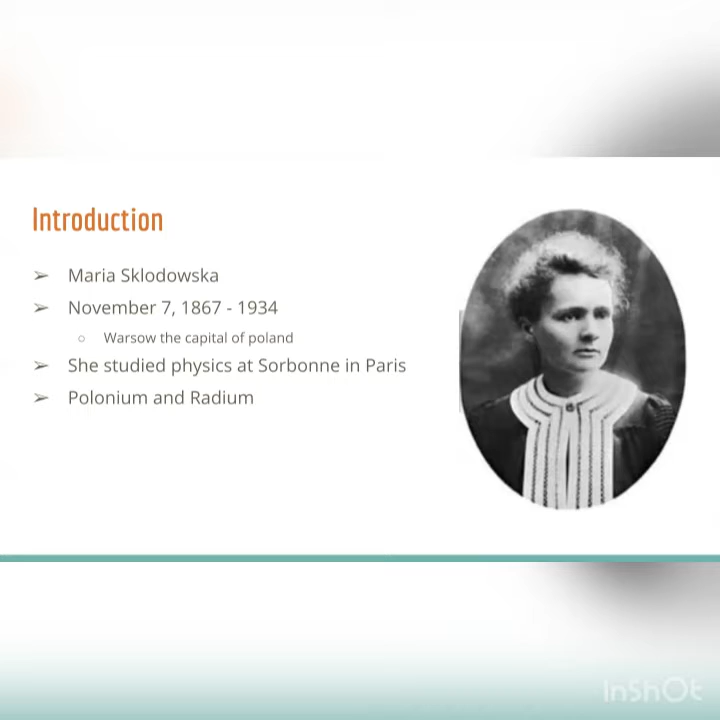 Introduction
➢ Maria Sklodowska
➢ November 7, 1867 - 1934
○ Warsow the capital of poland
➢ She studied physics at Sorbonne in Paris
➢ Polonium and Radium
InShOt